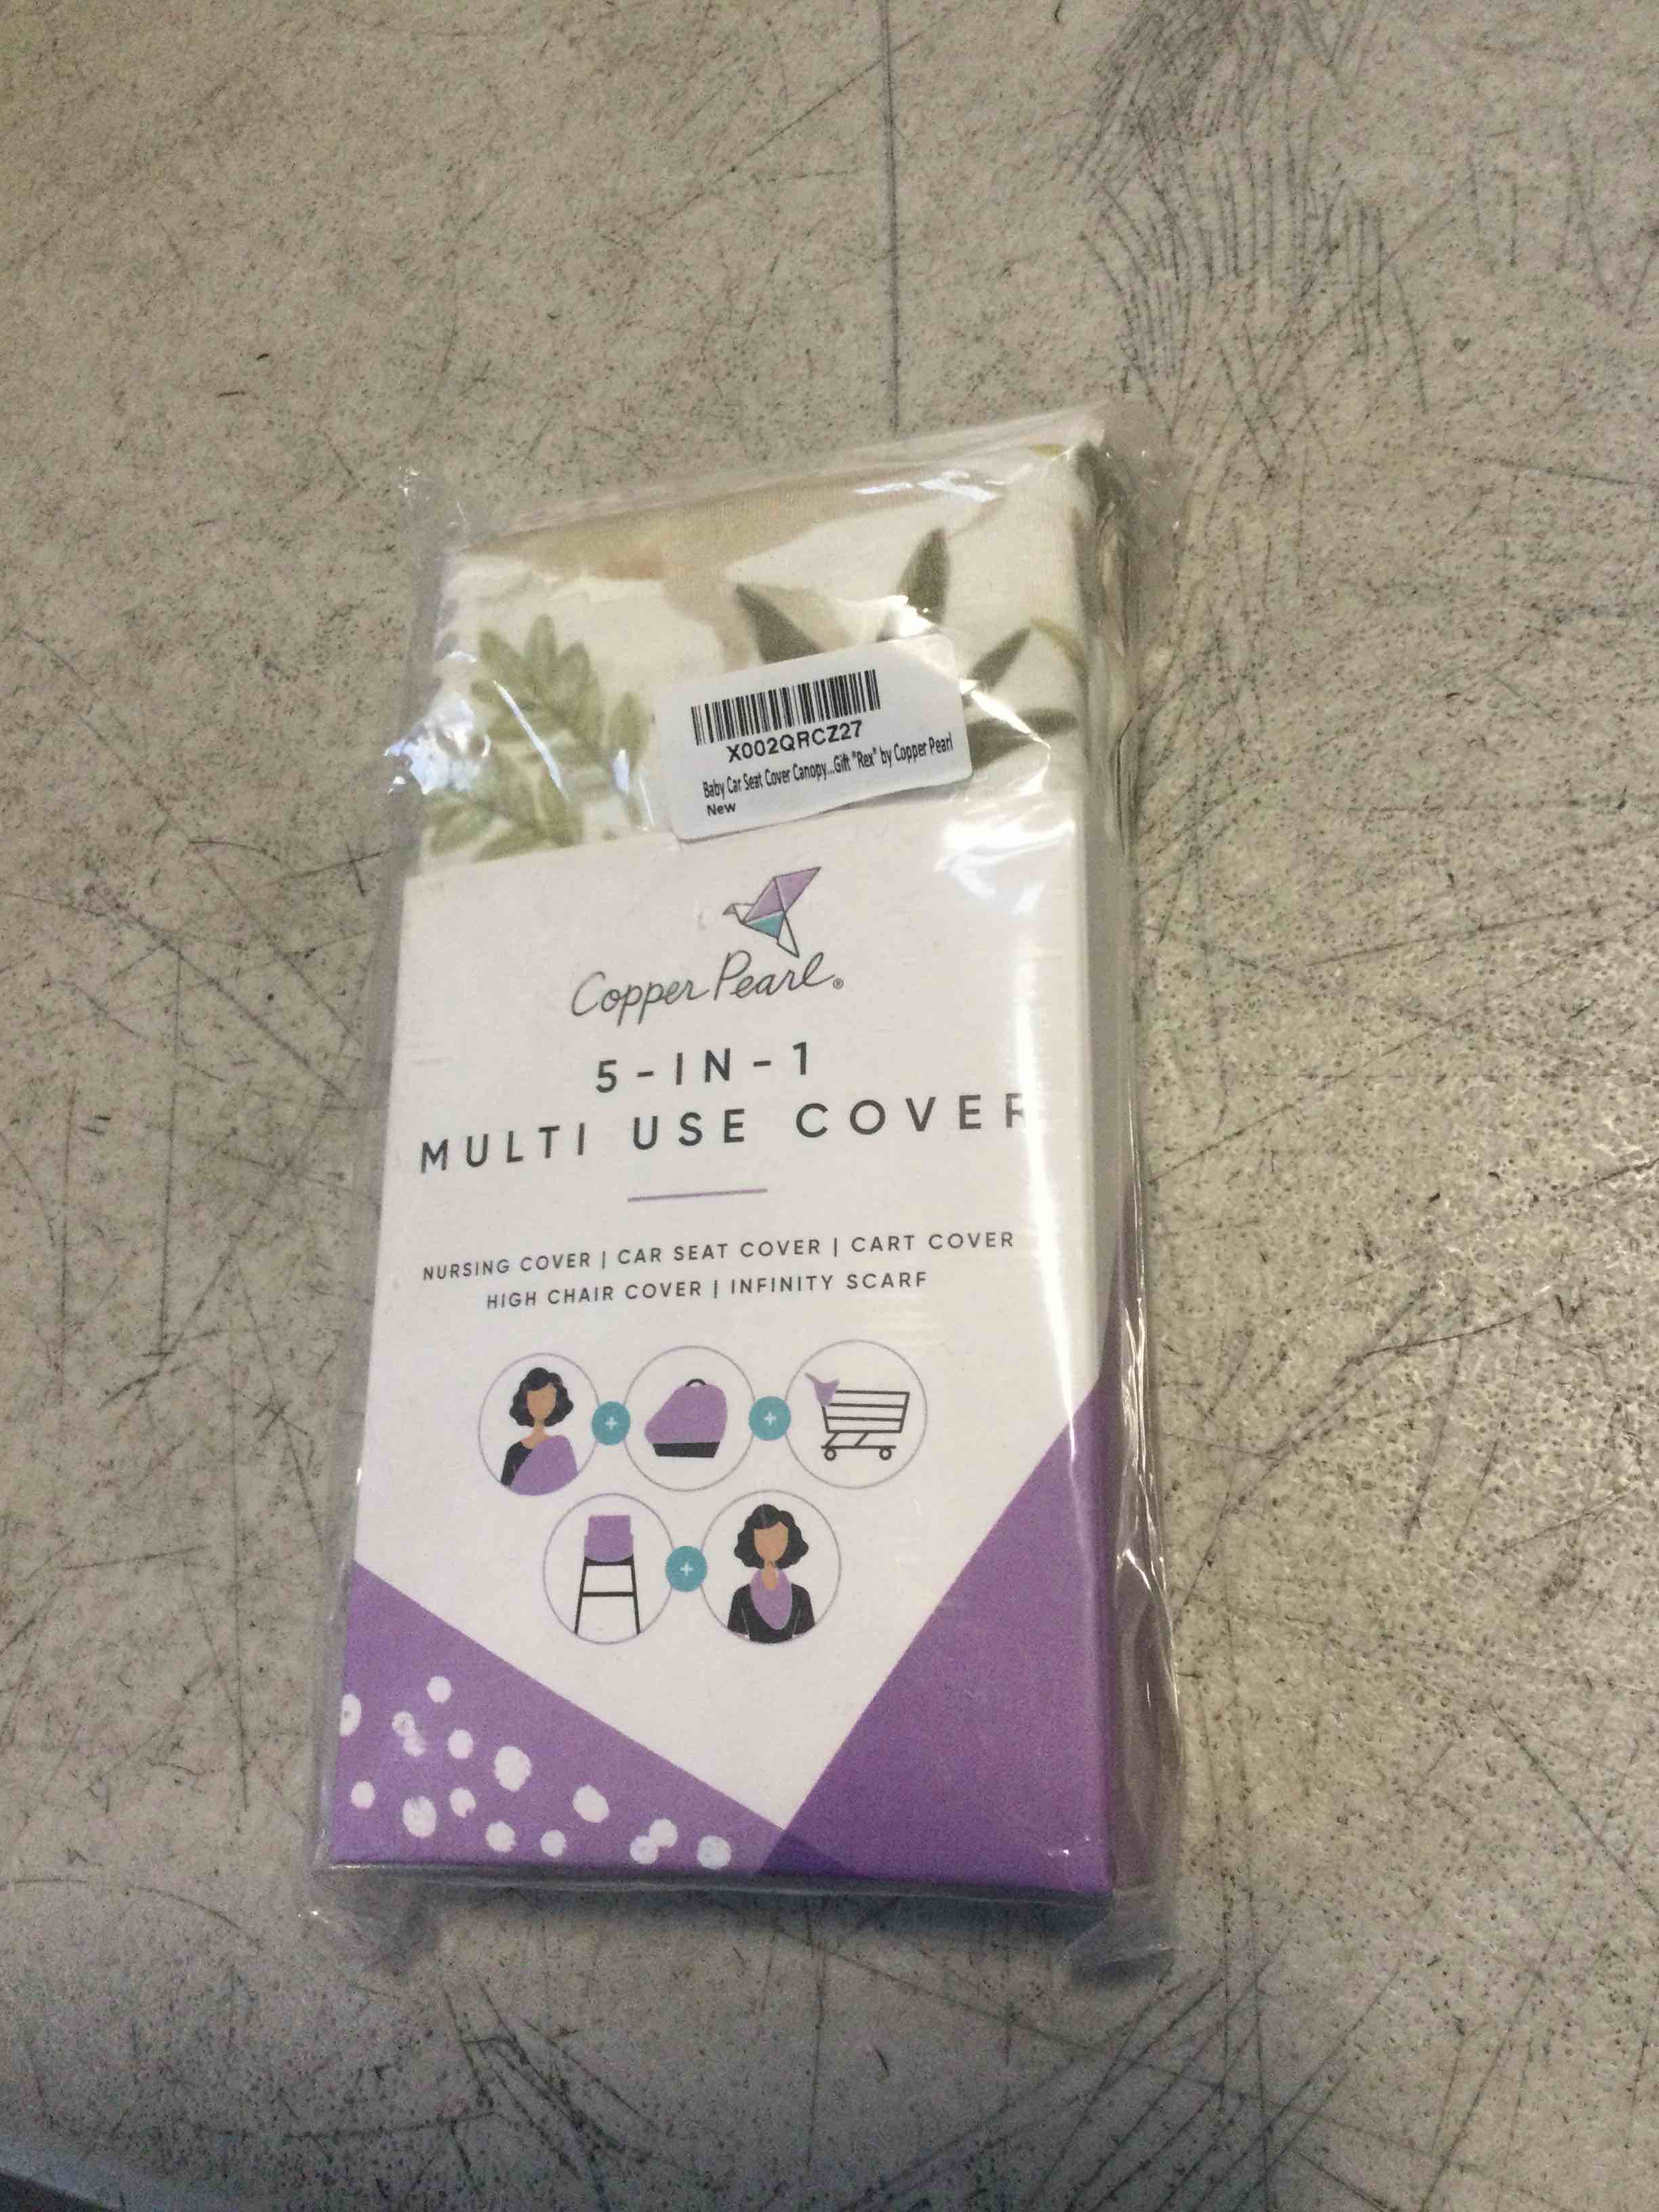 X002QRCZ27
Baby Car Seat Cover Canopy...Gift "Rex" by Copper Pearl
New
Copper Pearl®
5-IN-1
MULTI USE COVER
NURSING COVER | CAR SEAT COVER | CART COVER
HIGH CHAIR COVER | INFINITY SCARF